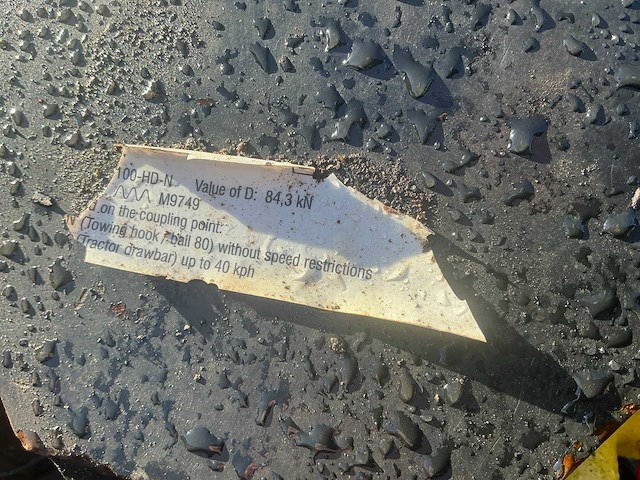 100-HD-N Value of D: 84,3 kN
M9749
on the coupling point:
(Towing hook / ball 80) without speed restrictions
(Tractor drawbar) up to 40 kph